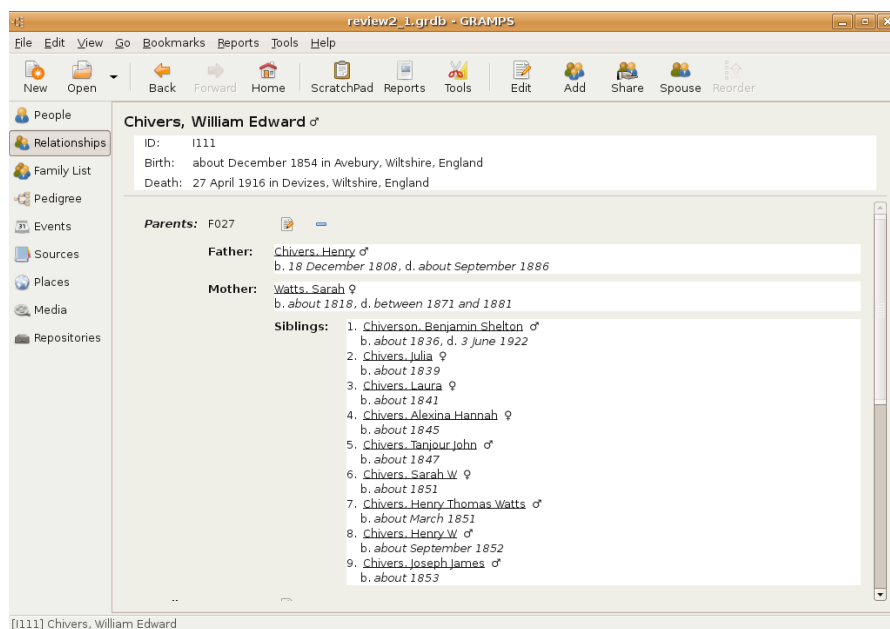 review2_1.grdb - GRAMPS
File Edit View Go Bookmarks Reports Tools Help
New Open Back Forward Home ScratchPad Reports Tools Edit Add Share Spouse Reorder
People
Relationships
Family List
Pedigree
Events
Sources
Places
Media
Repositories
Chivers, William Edward ♂
ID: I111
Birth: about December 1854 in Avebury, Wiltshire, England
Death: 27 April 1916 in Devizes, Wiltshire, England
Parents: F027
Father: Chivers, Henry ♂
b. 18 December 1808, d. about September 1886
Mother: Watts, Sarah ♀
b. about 1818, d. between 1871 and 1881
Siblings: 1. Chiverson, Benjamin Shelton ♂
b. about 1836, d. 3 June 1922
2. Chivers, Julia ♀
b. about 1839
3. Chivers, Laura ♀
b. about 1841
4. Chivers, Alexina Hannah ♀
b. about 1845
5. Chivers, Tanjour John ♂
b. about 1847
6. Chivers, Sarah W ♀
b. about 1851
7. Chivers, Henry Thomas Watts ♂
b. about March 1851
8. Chivers, Henry W ♂
b. about September 1852
9. Chivers, Joseph James ♂
b. about 1853
[I111] Chivers, William Edward